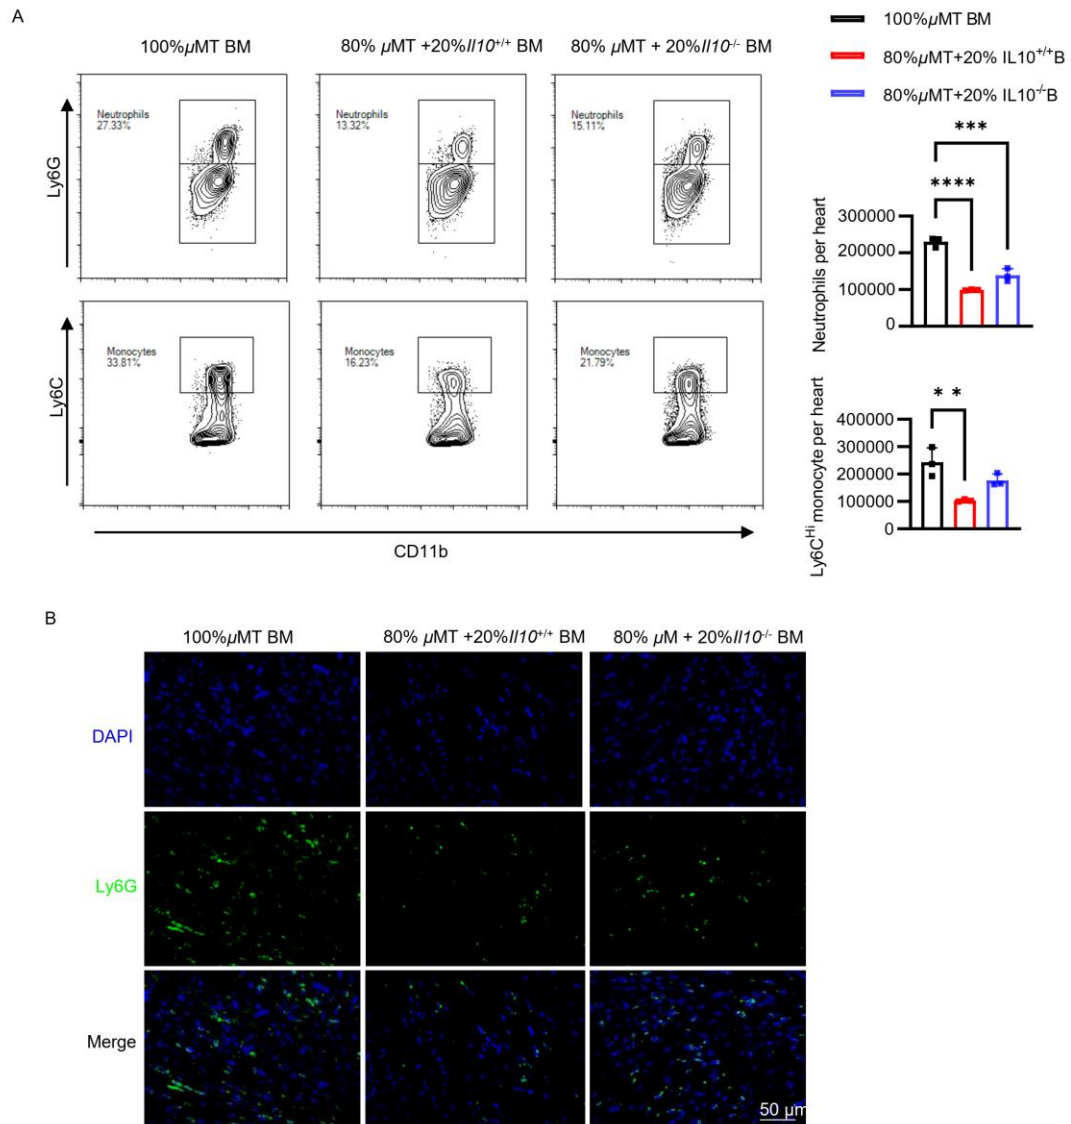 A
100%µMT BM
80% µMT +20%Il10+/+ BM
80% µMT + 20%Il10-/- BM
100%µMT BM
80%µMT+20% IL10+/+B
80%µMT+20% IL10-/-B
Ly6G
Neutrophils
27.33%
Neutrophils
13.32%
Neutrophils
15.11%
Ly6C
Monocytes
33.81%
Monocytes
16.23%
Monocytes
21.79%
CD11b
Neutrophils per heart
300000
200000
100000
0
***
****
Ly6CHi monocyte per heart
400000
300000
200000
100000
0
* *
B
100%µMT BM
80% µMT +20%Il10+/+ BM
80% µM + 20%Il10-/- BM
DAPI
Ly6G
Merge
50 µm